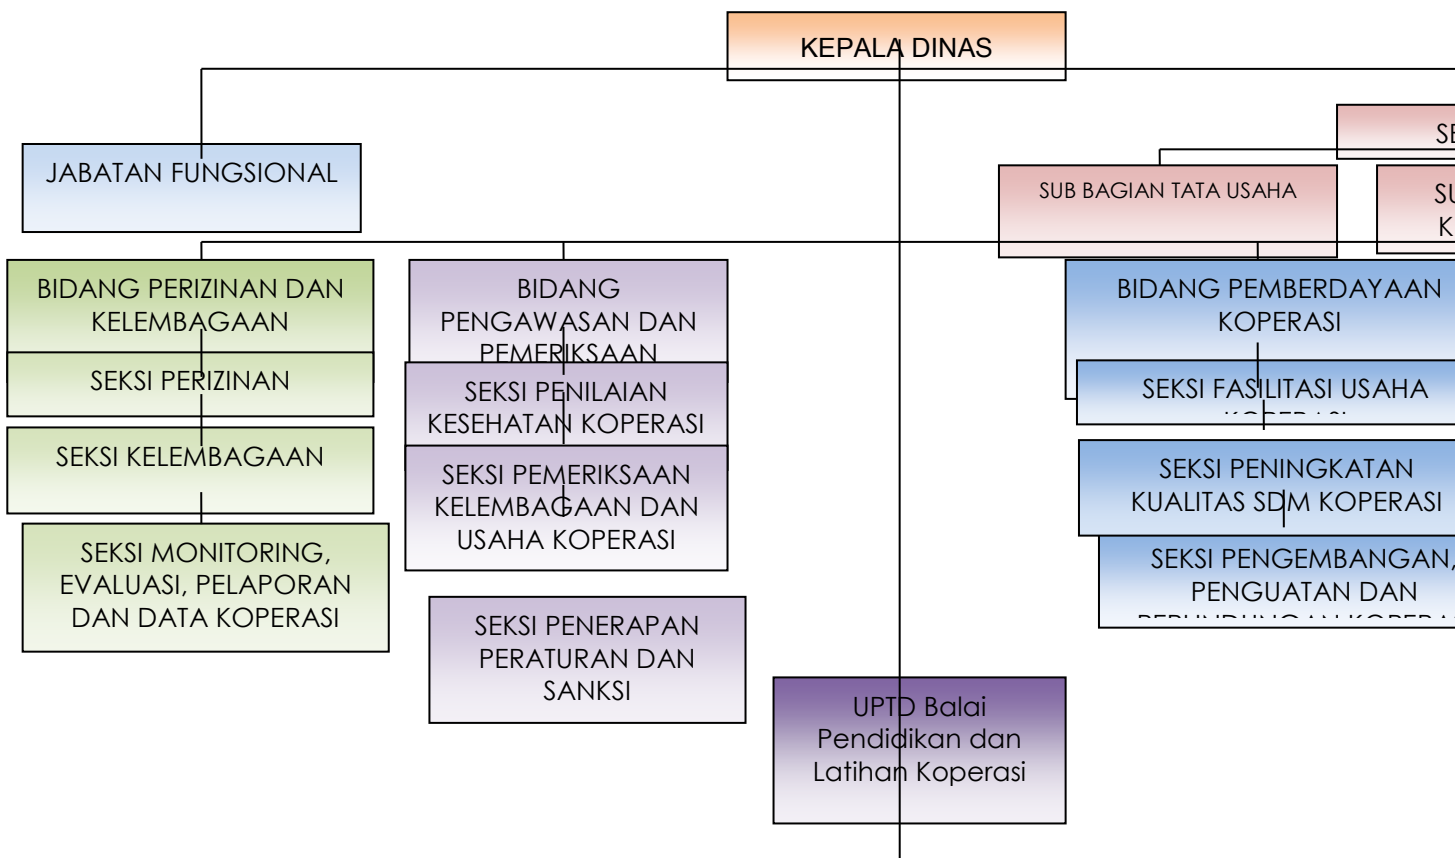 KEPALA DINAS
JABATAN FUNGSIONAL
SUB BAGIAN TATA USAHA
BIDANG PERIZINAN DAN
KELEMBAGAAN
SEKSI PERIZINAN
SEKSI KELEMBAGAAN
SEKSI MONITORING,
EVALUASI, PELAPORAN
DAN DATA KOPERASI
BIDANG
PENGAWASAN DAN
PEMERIKSAAN
SEKSI PENILAIAN
KESEHATAN KOPERASI
SEKSI PEMERIKSAAN
KELEMBAGAAN DAN
USAHA KOPERASI
SEKSI PENERAPAN
PERATURAN DAN
SANKSI
UPTD Balai
Pendidikan dan
Latihan Koperasi
BIDANG PEMBERDAYAAN
KOPERASI
SEKSI FASILITASI USAHA
KOPERASI
SEKSI PENINGKATAN
KUALITAS SDM KOPERASI
SEKSI PENGEMBANGAN,
PENGUATAN DAN